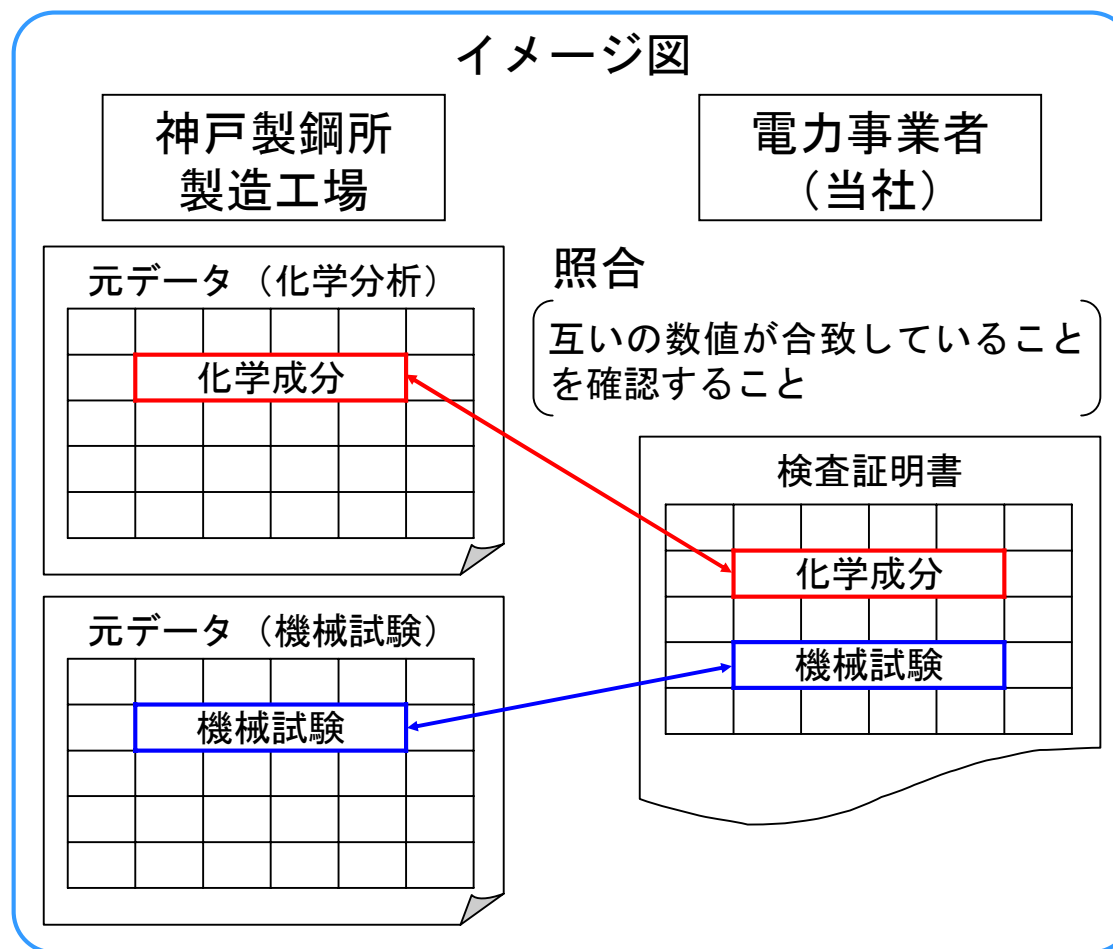 イメージ図
神戸製鋼所
製造工場
電力事業者
（当社）
元データ（化学分析）
化学成分
照合
互いの数値が合致していること
を確認すること
検査証明書
化学成分
機械試験
元データ（機械試験）
機械試験